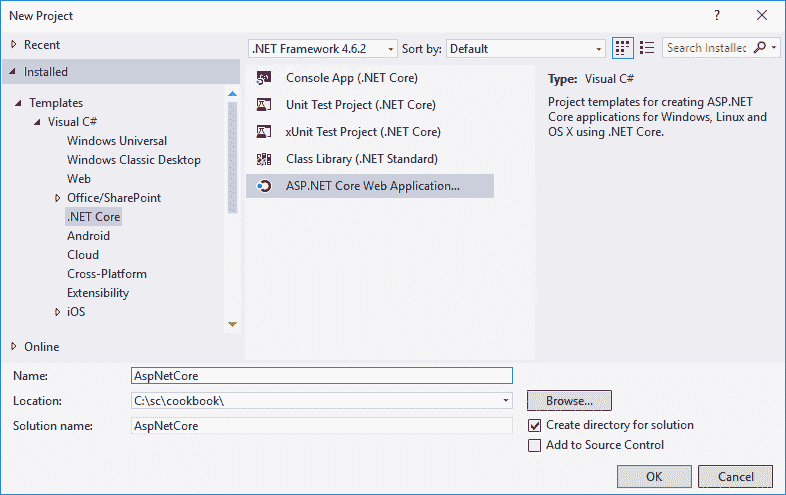 New Project
?
Recent
Installed
Templates
Visual C#
Windows Universal
Windows Classic Desktop
Web
Office/SharePoint
.NET Core
Android
Cloud
Cross-Platform
Extensibility
iOS
Online
.NET Framework 4.6.2
Sort by:
Default
Search Installed
Console App (.NET Core)
Unit Test Project (.NET Core)
xUnit Test Project (.NET Core)
Class Library (.NET Standard)
ASP.NET Core Web Application...
Type: Visual C#
Project templates for creating ASP.NET
Core applications for Windows, Linux and
OS X using .NET Core.
Name:
AspNetCore
Location:
C:\sc\cookbook\
Browse...
Solution name:
AspNetCore
Create directory for solution
Add to Source Control
OK
Cancel